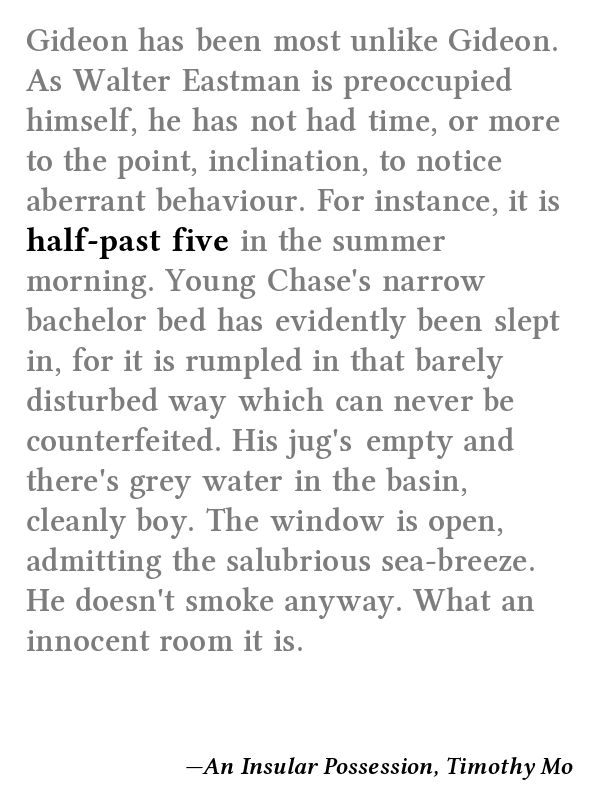 Gideon has been most unlike Gideon.
As Walter Eastman is preoccupied
himself, he has not had time, or more
to the point, inclination, to notice
aberrant behaviour. For instance, it is
half-past five in the summer
morning. Young Chase's narrow
bachelor bed has evidently been slept
in, for it is rumpled in that barely
disturbed way which can never be
counterfeited. His jug's empty and
there's grey water in the basin,
cleanly boy. The window is open,
admitting the salubrious sea-breeze.
He doesn't smoke anyway. What an
innocent room it is.
—An Insular Possession, Timothy Mo